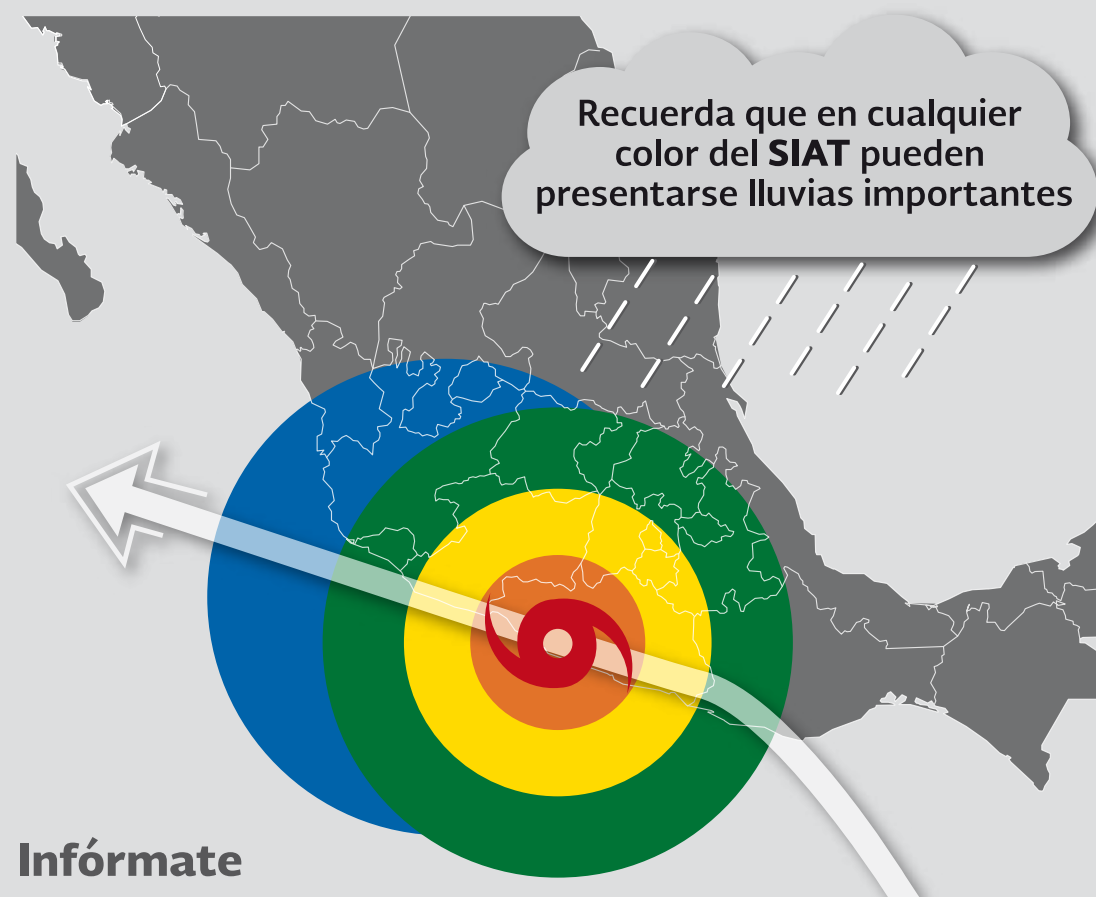 Recuerda que en cualquier
color del SIAT pueden
presentarse lluvias importantes
Infórmate